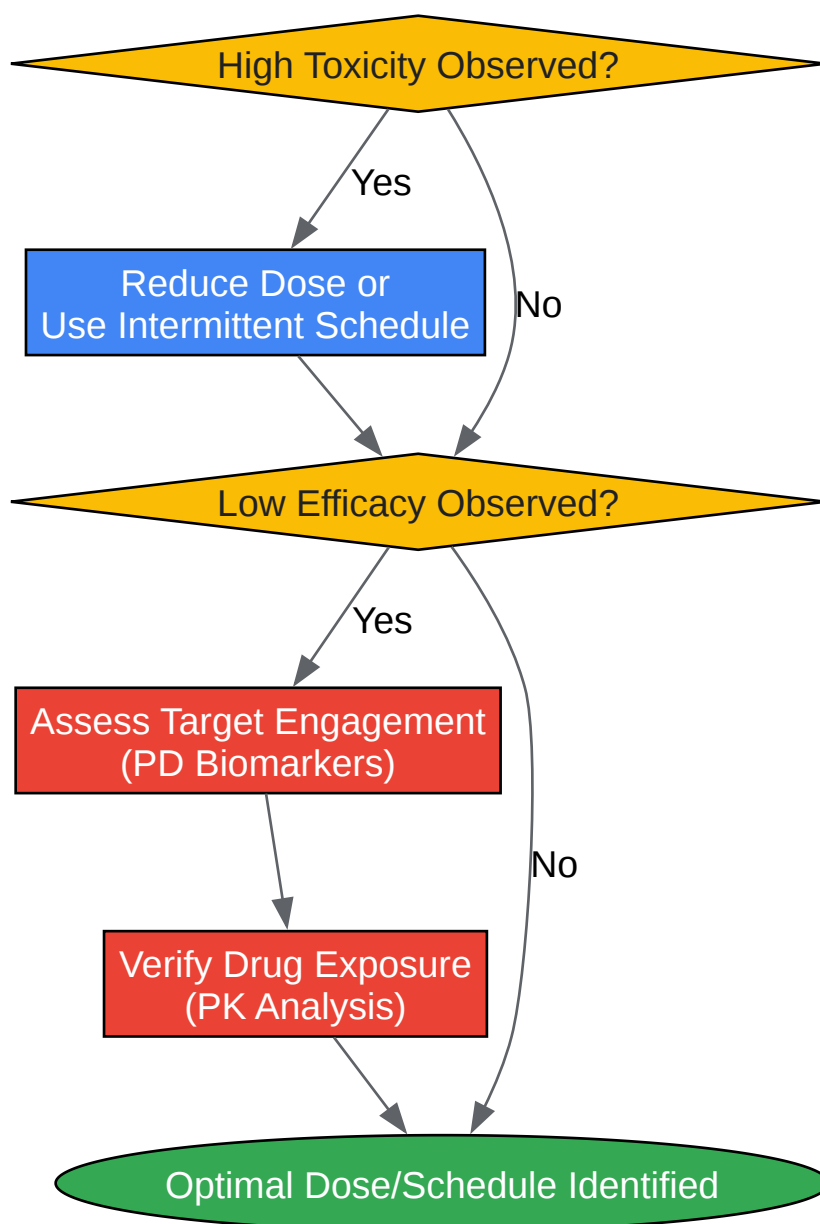 High Toxicity Observed?
Yes
Reduce Dose or
Use Intermittent Schedule
No
Low Efficacy Observed?
Yes
Assess Target Engagement
(PD Biomarkers)
No
Verify Drug Exposure
(PK Analysis)
Optimal Dose/Schedule Identified